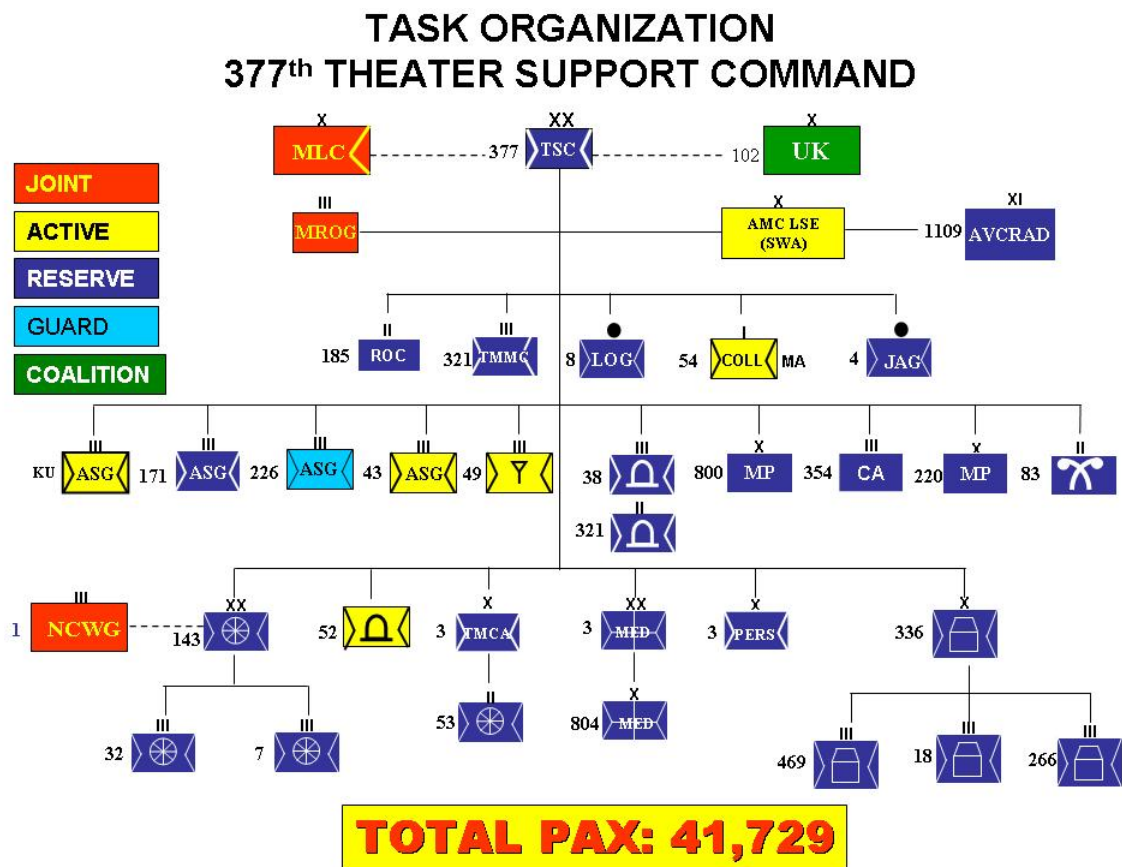 TASK ORGANIZATION
377th THEATER SUPPORT COMMAND
X
MLC
377
XX
TSC
102
X
UK
JOINT
ACTIVE
RESERVE
GUARD
COALITION
III
MROG
X
AMC LSE
(SWA)
1109
XI
AVCRAD
185
II
ROC
321
III
TMMC
8
LOG
54
I
COLL
MA
4
JAG
KU
III
ASG
171
III
ASG
226
III
ASG
43
III
ASG
49
III
38
III
800
X
MP
354
III
CA
220
X
MP
83
II
321
II
1
III
NCWG
143
XX
52
3
X
TMCA
3
XX
MED
3
X
PERS
336
X
32
III
7
III
53
II
804
X
MED
469
III
18
III
266
III
TOTAL PAX: 41,729